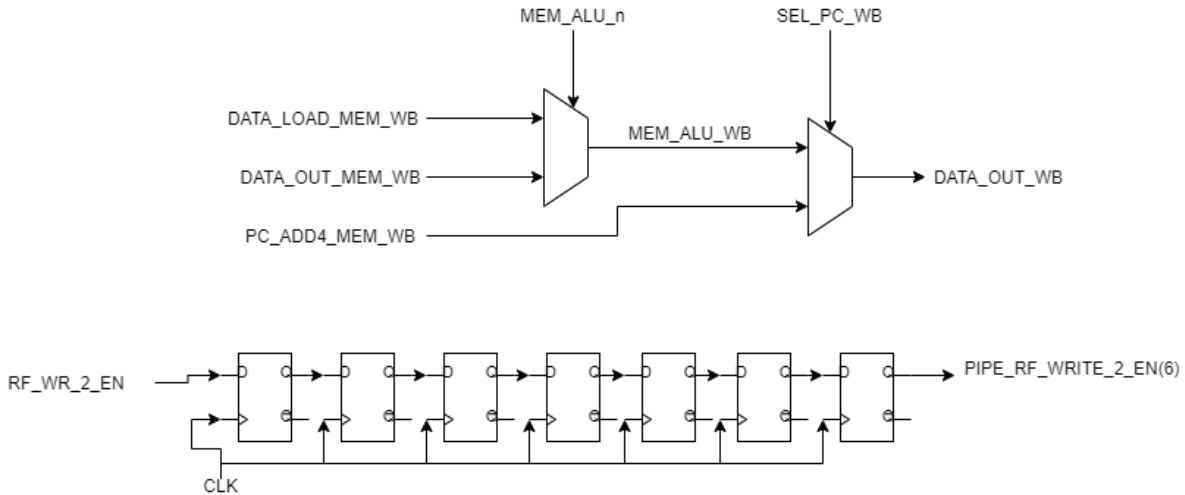 MEM_ALU_n
SEL_PC_WB
DATA_LOAD_MEM_WB
MEM_ALU_WB
DATA_OUT_MEM_WB
DATA_OUT_WB
PC_ADD4_MEM_WB
RF_WR_2_EN
PIPE_RF_WRITE_2_EN(6)
D Q D Q D Q D Q D Q D Q D Q
Q Q Q Q Q Q Q
CLK